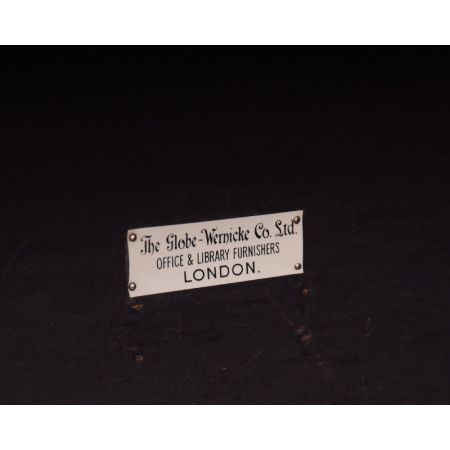 The Globe-Wernicke Co. Ltd.
OFFICE & LIBRARY FURNISHERS
LONDON.